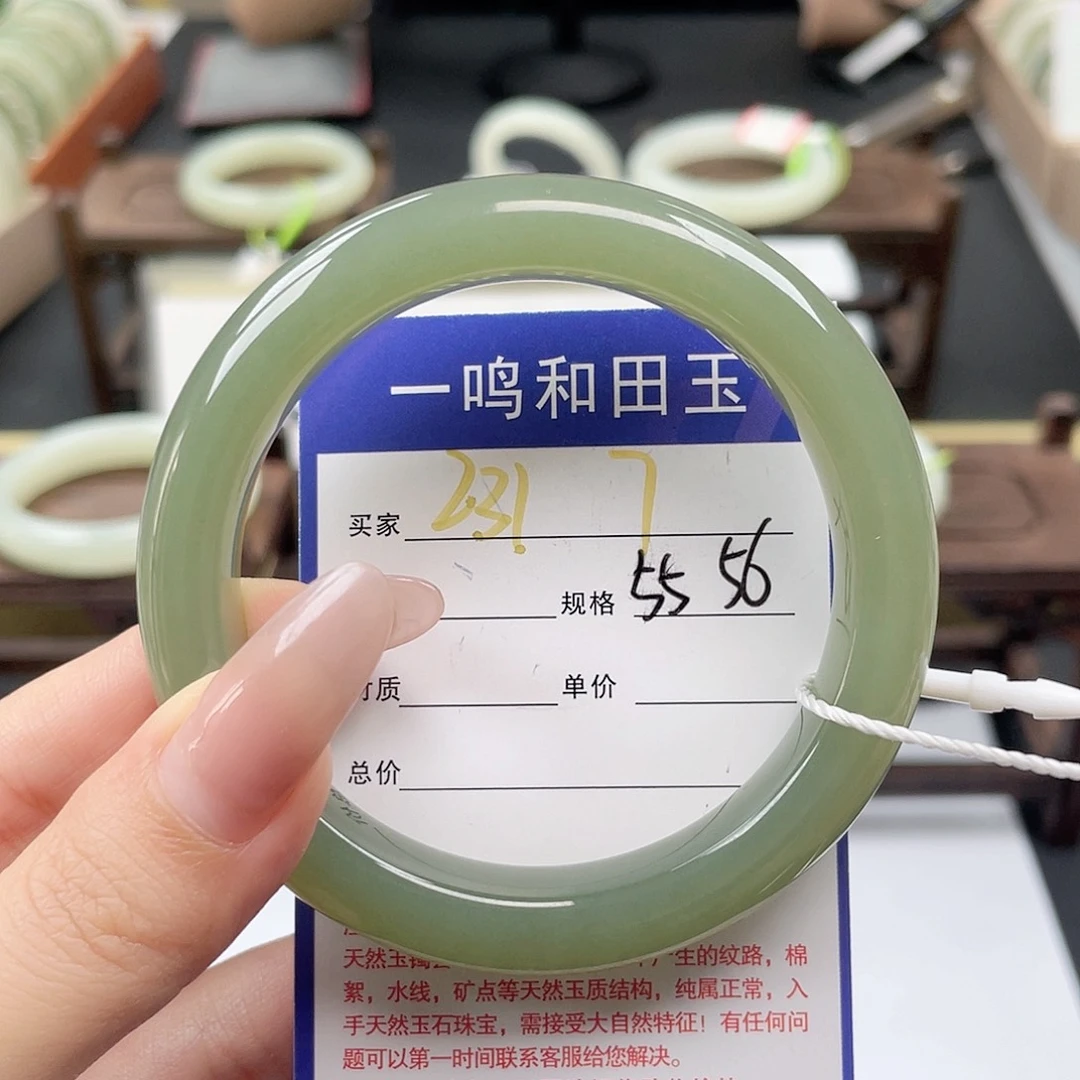 一鸣和田玉
买家 231 7
规格 55 56
质 单价
总价
天然玉镯 产生的纹路，棉
絮，水线，矿点等天然玉质结构，纯属正常，入
手天然玉石珠宝，需接受大自然特征！有任何问
题可以第一时间联系客服给您解决。